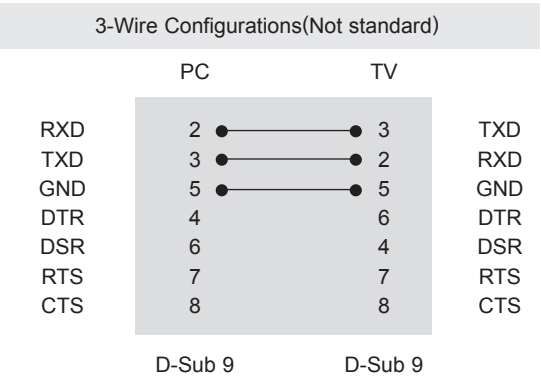 3-Wire Configurations(Not standard)
PC TV
RXD 2 3 TXD
TXD 3 2 RXD
GND 5 5 GND
DTR 4 6 DTR
DSR 6 4 DSR
RTS 7 7 RTS
CTS 8 8 CTS
D-Sub 9 D-Sub 9